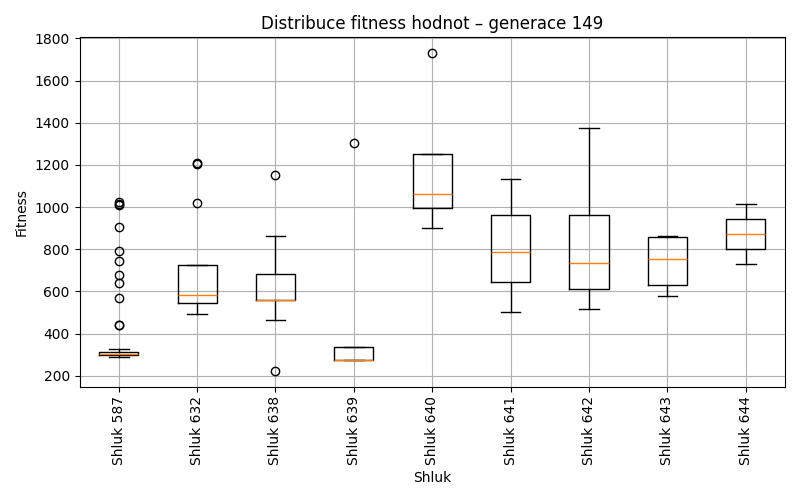 Distribuce fitness hodnot – generace 149
Fitness
1800
1600
1400
1200
1000
800
600
400
200
Shluk 587
Shluk 632
Shluk 638
Shluk 639
Shluk 640
Shluk 641
Shluk 642
Shluk 643
Shluk 644
Shluk